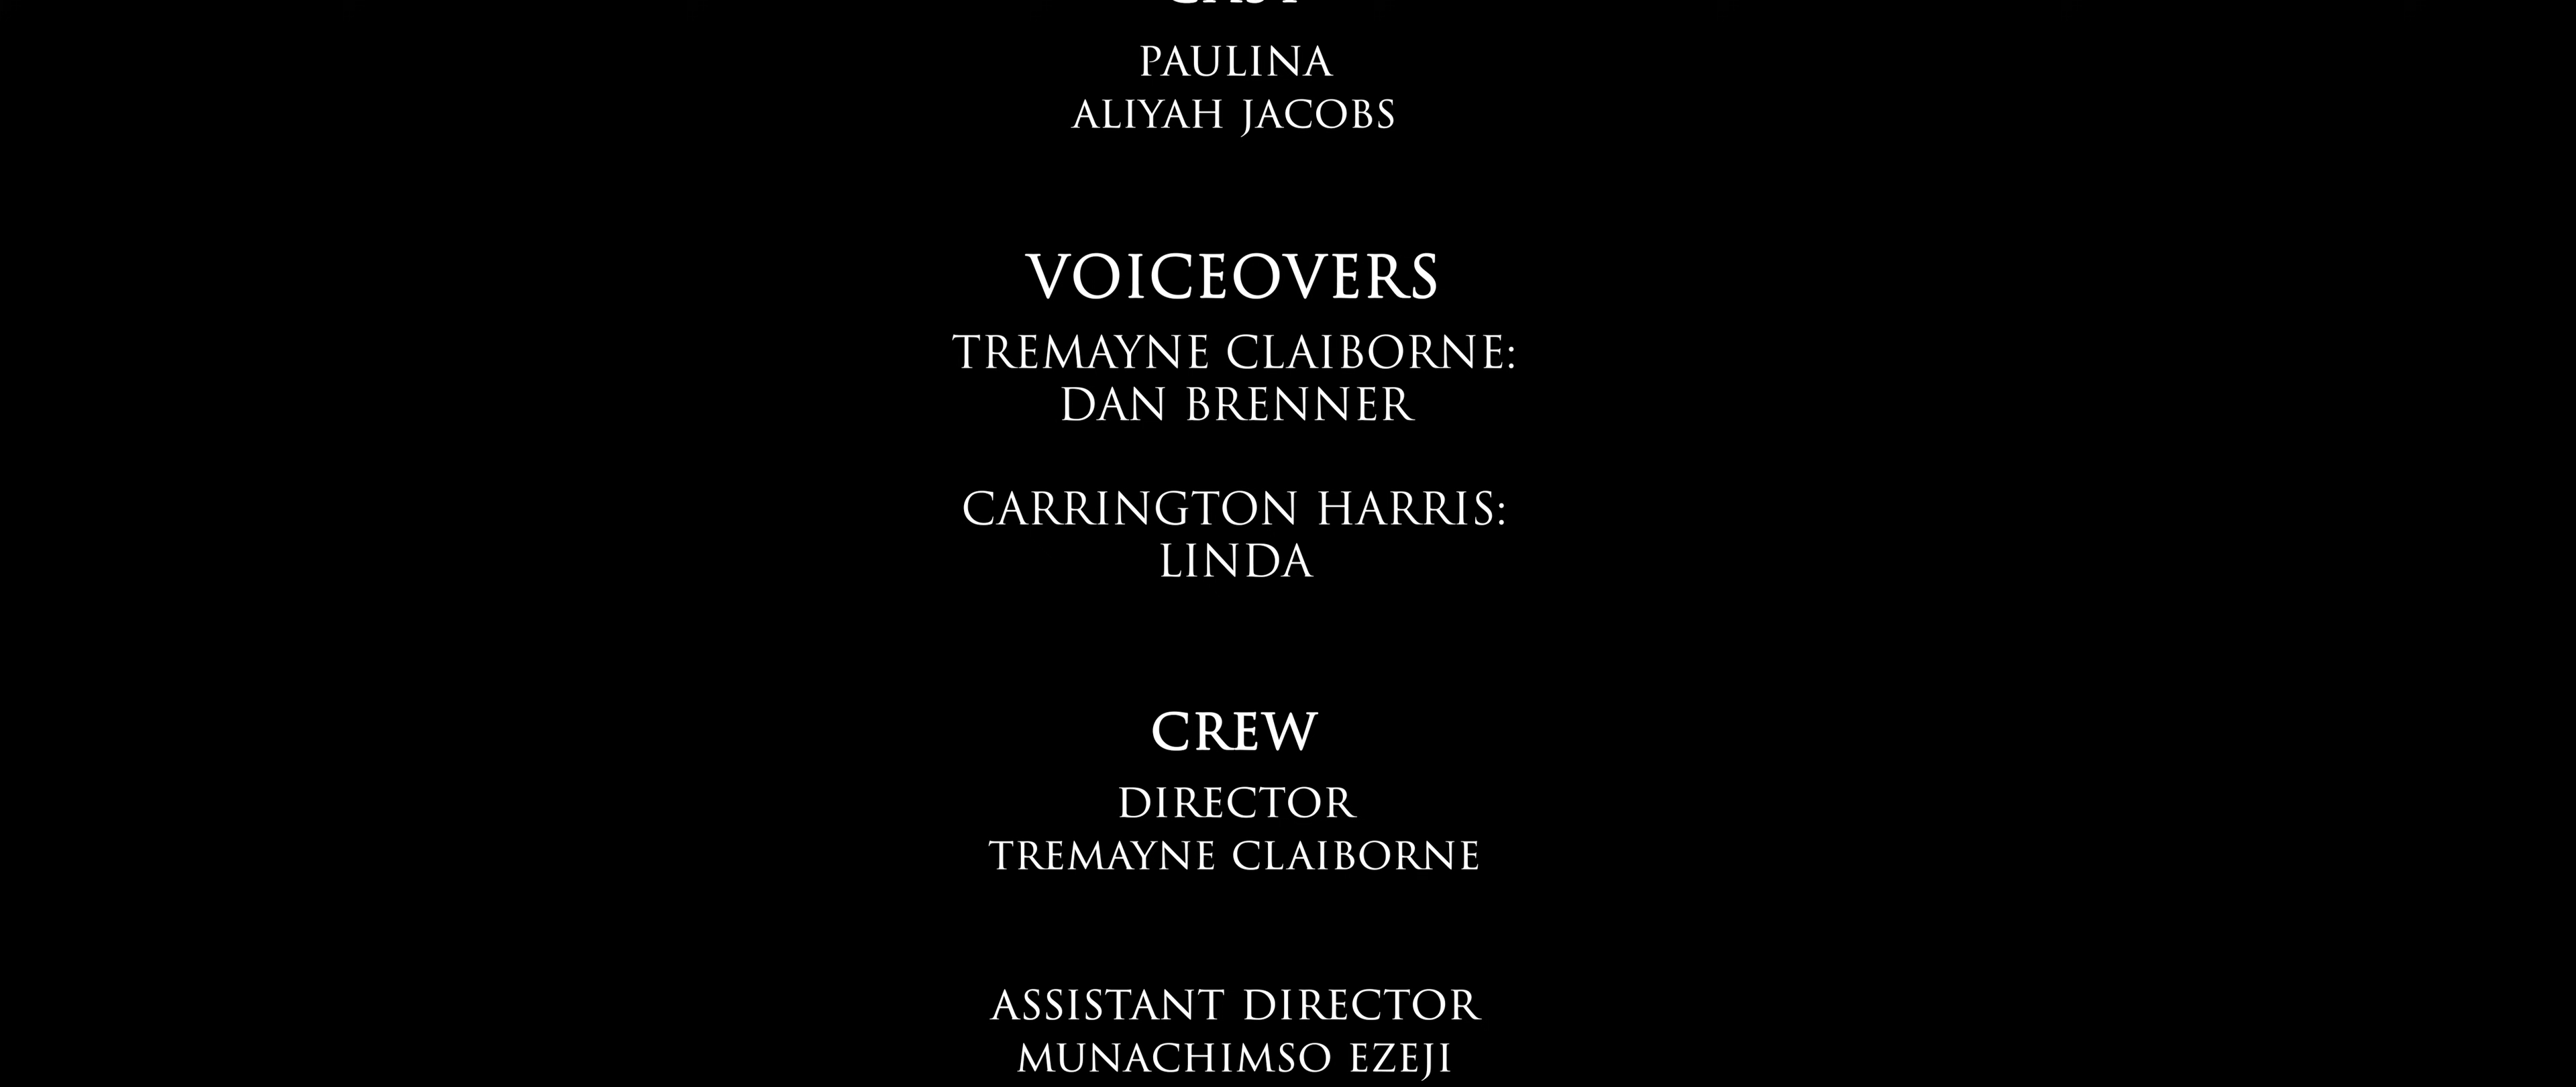 CAST
PAULINA
ALIYAH JACOBS
VOICEOVERS
TREMAYNE CLAIBORNE:
DAN BRENNER
CARRINGTON HARRIS:
LINDA
CREW
DIRECTOR
TREMAYNE CLAIBORNE
ASSISTANT DIRECTOR
MUNACHIMSO EZEJI